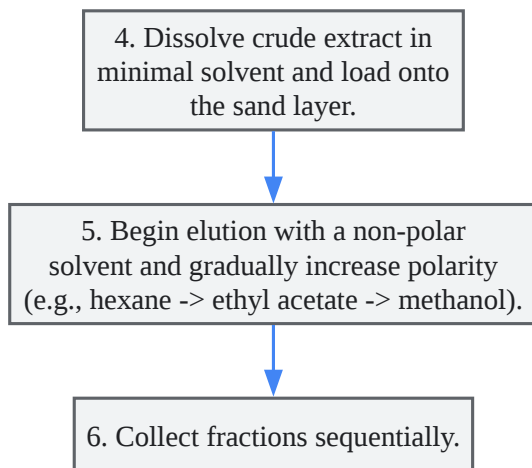 4. Dissolve crude extract in
minimal solvent and load onto
the sand layer.
5. Begin elution with a non-polar
solvent and gradually increase polarity
(e.g., hexane -> ethyl acetate -> methanol).
6. Collect fractions sequentially.